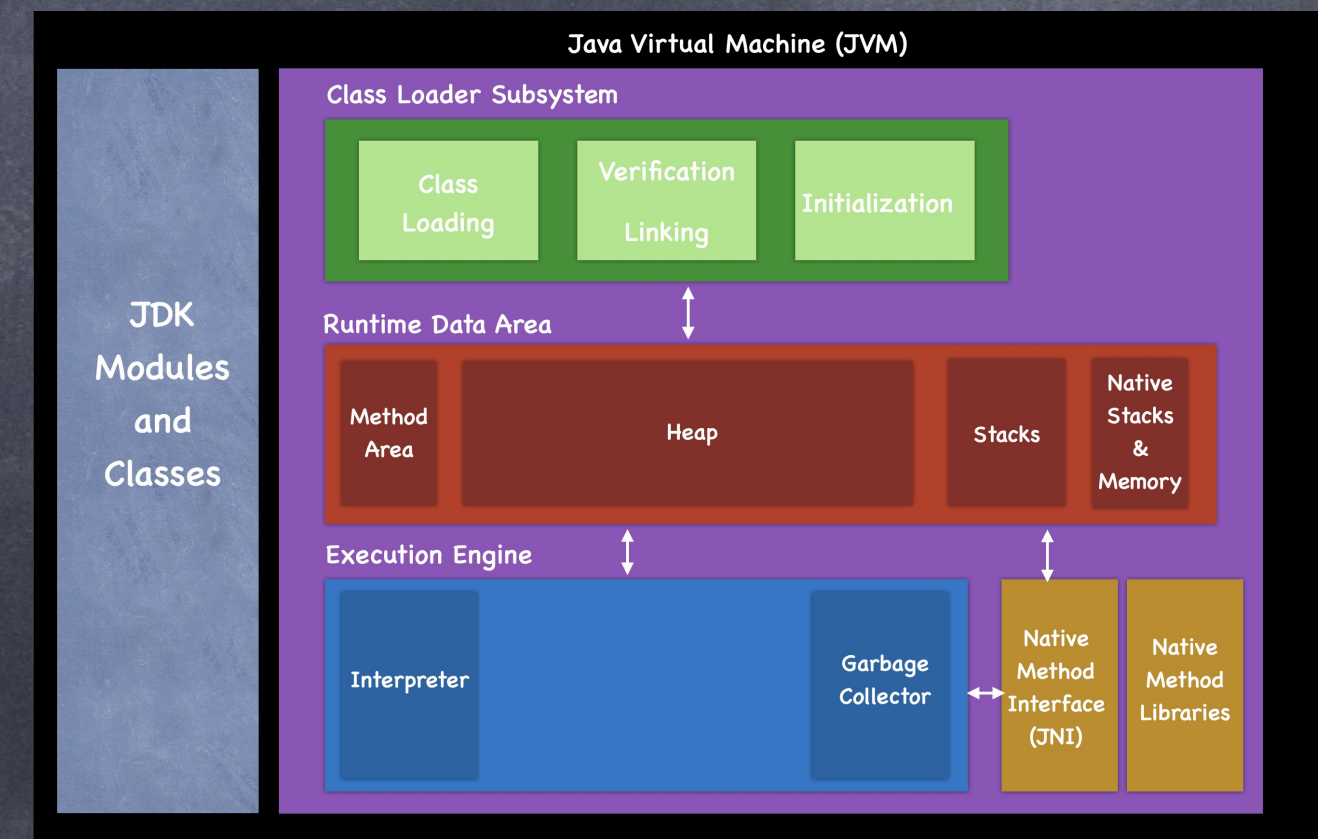 Java Virtual Machine (JVM)
JDK
Modules
and
Classes
Class Loader Subsystem
Class
Loading
Verification
Linking
Initialization
Runtime Data Area
Method
Area
Heap
Stacks
Native
Stacks
&
Memory
Execution Engine
Interpreter
Garbage
Collector
Native
Method
Interface
(JNI)
Native
Method
Libraries